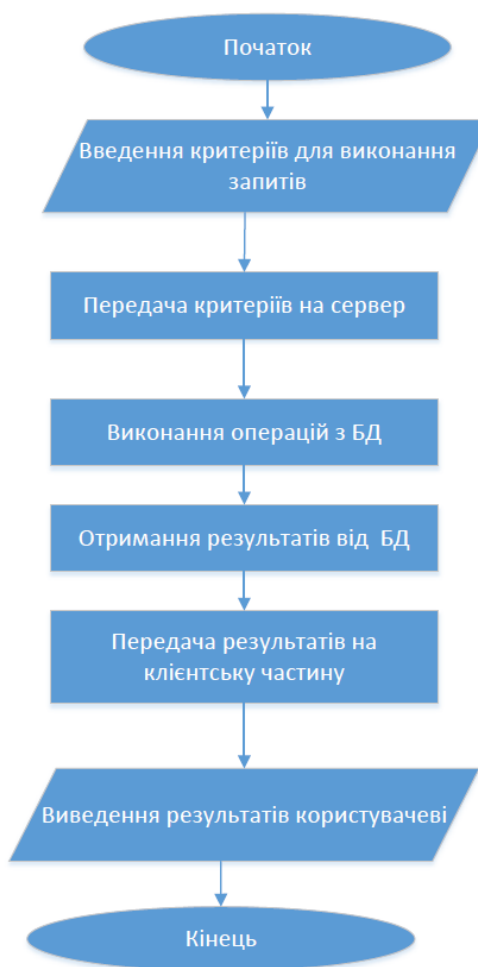 Початок
Введення критеріїв для виконання
запитів
Передача критеріїв на сервер
Виконання операцій з БД
Отримання результатів від БД
Передача результатів на
клієнтську частину
Виведення результатів користувачеві
Кінець